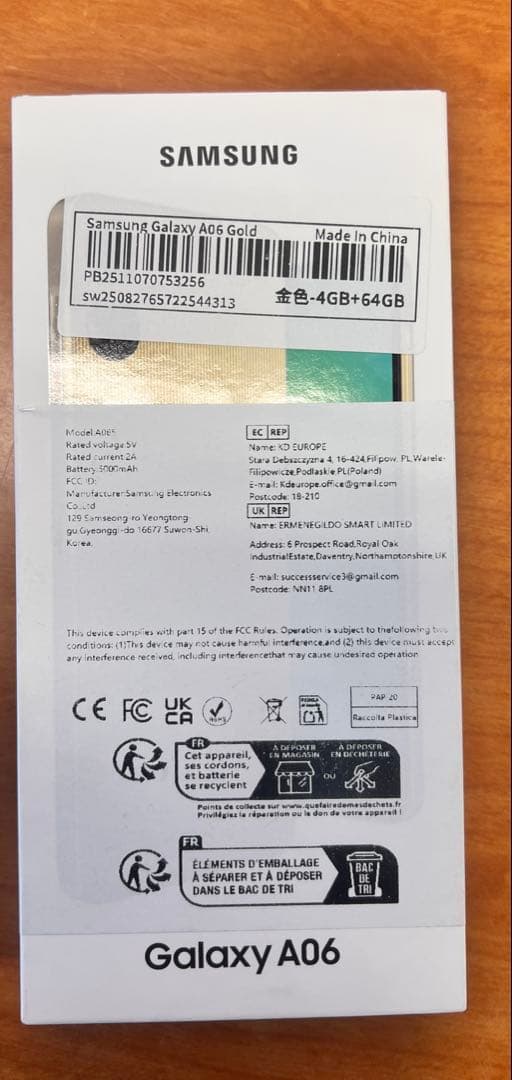 SAMSUNG
Samsung Galaxy A06 Gold Made In China
PB2511070753256
sw25082765722544313 金色-4GB+64GB
Model:A065
Rated voltage:5V
Rated current:2A
Battery:5000mAh
FCC ID:
Manufacturer:Samsung Electronics
Co.,Ltd
129 Samseong-ro Yeongtong-
gu Gyeonggi-do 16677 Suwon-Shi,
Korea.
EC REP
Name: KD EUROPE
Stara Debszczyzna 4, 16-424,Filipow, PL,Warele-
Filipowicze,Podlaskie,PL(Poland)
E-mail: Kdeurope.office@gmail.com
Postcode: 18-210
UK REP
Name: ERMENEGILDO SMART LIMITED
Address: 6 Prospect Road,Royal Oak
IndustrialEstate,Daventry,Northamptonshire,UK
E-mail: successservice3@gmail.com
Postcode: NN11 8PL
This device complies with part 15 of the FCC Rules. Operation is subject to thefollowing two
conditions: (1)This device may not cause harmful interference,and (2) this device must accept
any interference received, including interferencethat may cause undesired operation
CE FC UK CA RoHS
PAP 20
Raccolta Plastica
FR
Cet appareil,
ses cordons,
et batterie
se recyclent
À DÉPOSER
EN MAGASIN
OU
À DÉPOSER
EN DÉCHÈTERIE
Points de collecte sur www.quefairedemesdechets.fr
Privilégiez la réparation ou le don de votre appareil !
FR
ÉLÉMENTS D'EMBALLAGE
À SÉPARER ET À DÉPOSER
DANS LE BAC DE TRI
BAC
DE
TRI
Galaxy A06